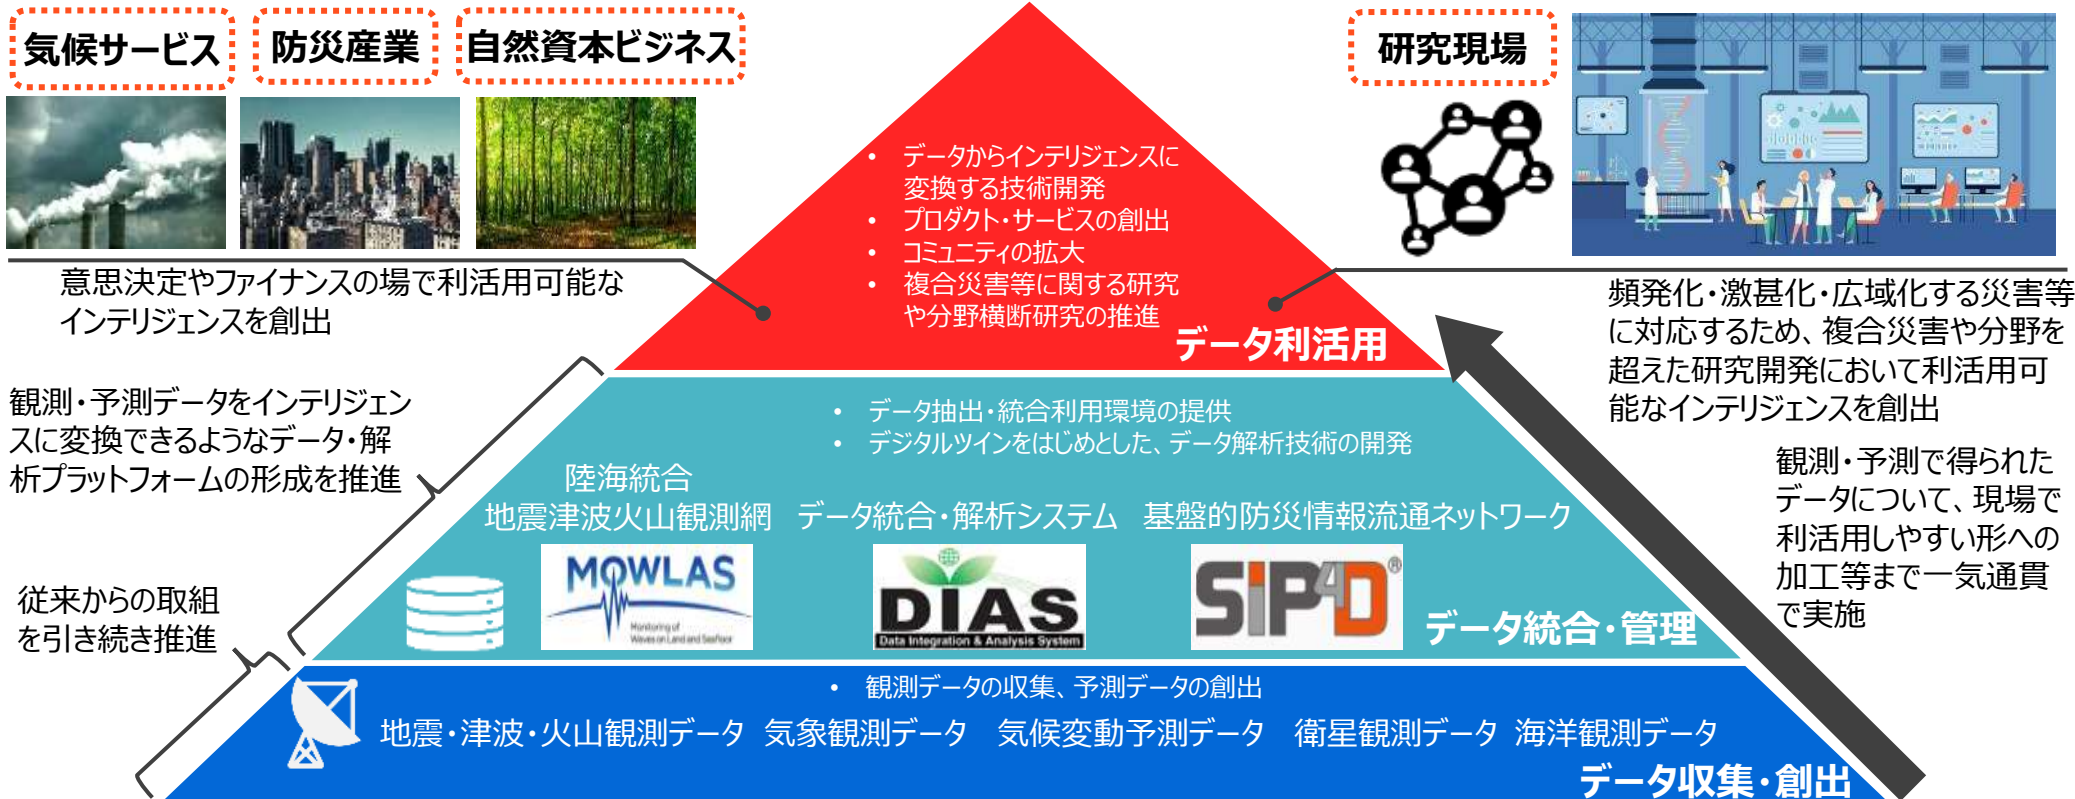 気候サービス
防災産業
自然資本ビジネス
研究現場
意思決定やファイナンスの場で利活用可能な
インテリジェンスを創出
• データからインテリジェンスに
変換する技術開発
• プロダクト・サービスの創出
• コミュニティの拡大
• 複合災害等に関する研究
や分野横断研究の推進
データ利活用
頻発化・激甚化・広域化する災害等
に対応するため、複合災害や分野を
超えた研究開発において利活用可
能なインテリジェンスを創出
観測・予測データをインテリジェン
スに変換できるようなデータ・解
析プラットフォームの形成を推進
• データ抽出・統合利用環境の提供
• デジタルツインをはじめとした、データ解析技術の開発
陸海統合
地震津波火山観測網
データ統合・解析システム
基盤的防災情報流通ネットワーク
MOWLAS
Monitoring of
Waves on Land and Seafloor
DIAS
Data Integration & Analysis System
SIP4D®
データ統合・管理
観測・予測で得られた
データについて、現場で
利活用しやすい形への
加工等まで一気通貫
で実施
従来からの取組
を引き続き推進
• 観測データの収集、予測データの創出
地震・津波・火山観測データ
気象観測データ
気候変動予測データ
衛星観測データ
海洋観測データ
データ収集・創出